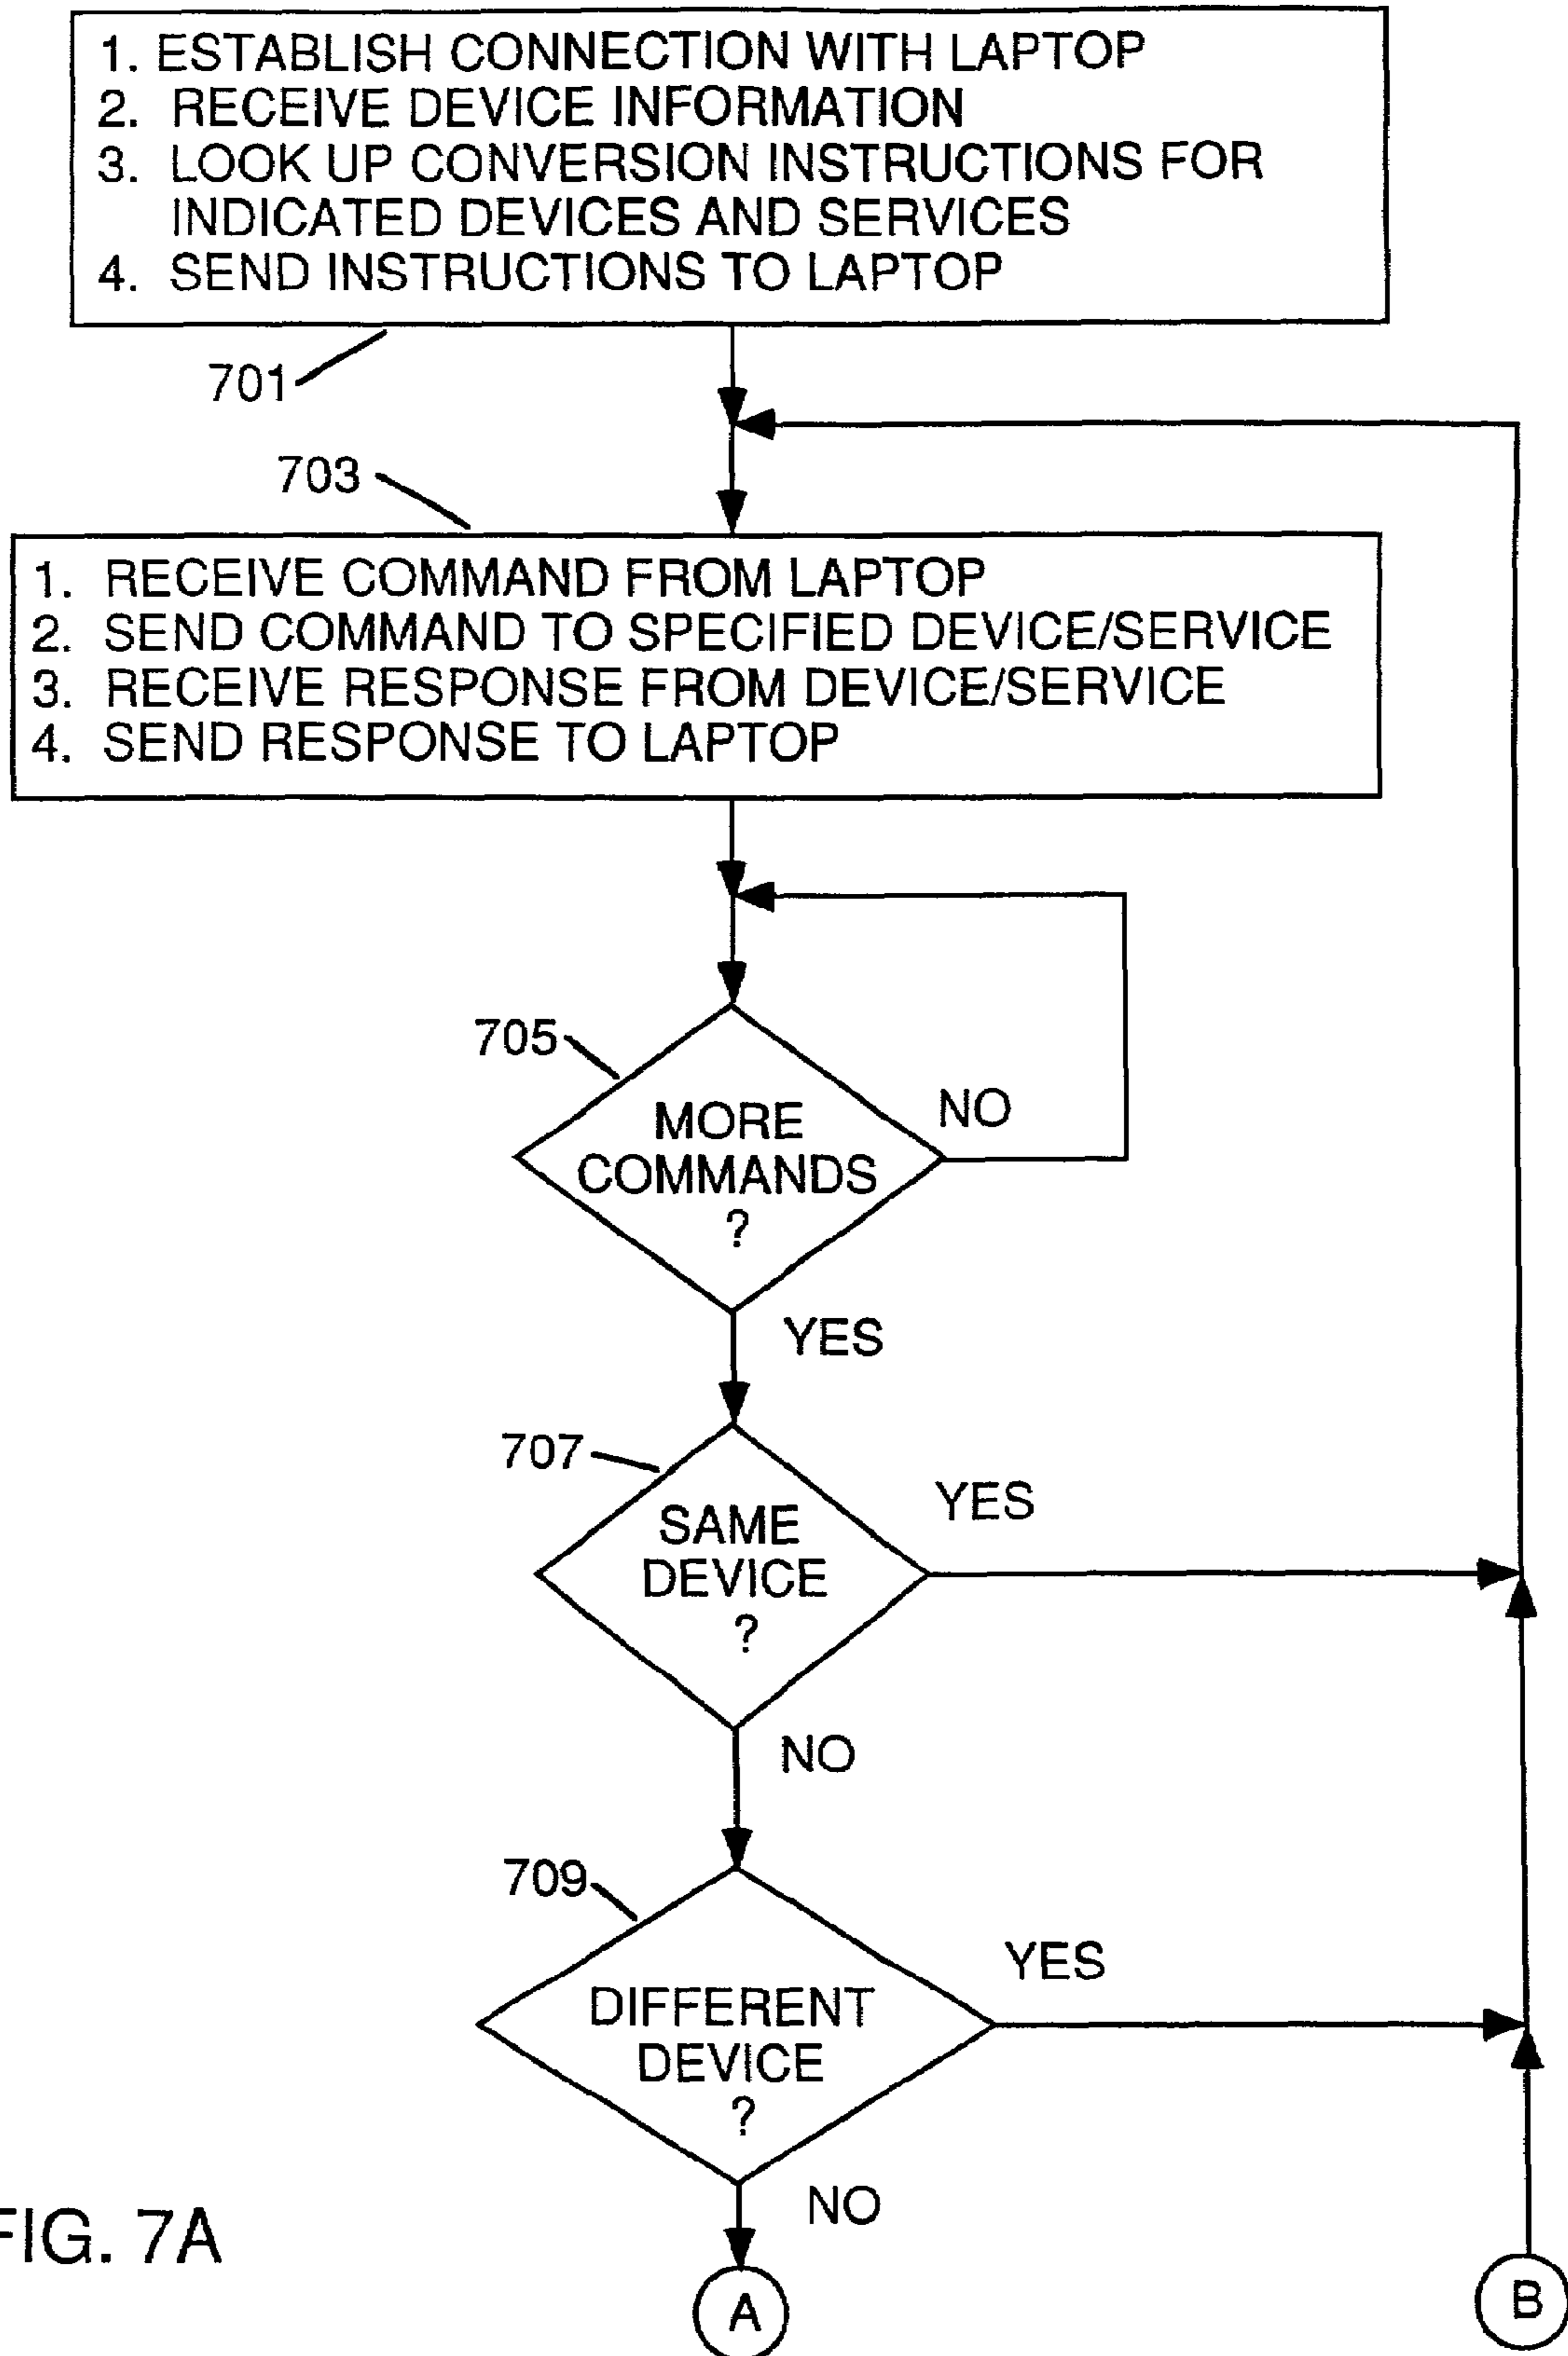 1. ESTABLISH CONNECTION WITH LAPTOP
2. RECEIVE DEVICE INFORMATION
3. LOOK UP CONVERSION INSTRUCTIONS FOR
INDICATED DEVICES AND SERVICES
4. SEND INSTRUCTIONS TO LAPTOP
701
703
1. RECEIVE COMMAND FROM LAPTOP
2. SEND COMMAND TO SPECIFIED DEVICE/SERVICE
3. RECEIVE RESPONSE FROM DEVICE/SERVICE
4. SEND RESPONSE TO LAPTOP
705
MORE
COMMANDS
?
NO
YES
707
SAME
DEVICE
?
YES
NO
709
DIFFERENT
DEVICE
?
YES
NO
FIG. 7A
A
B